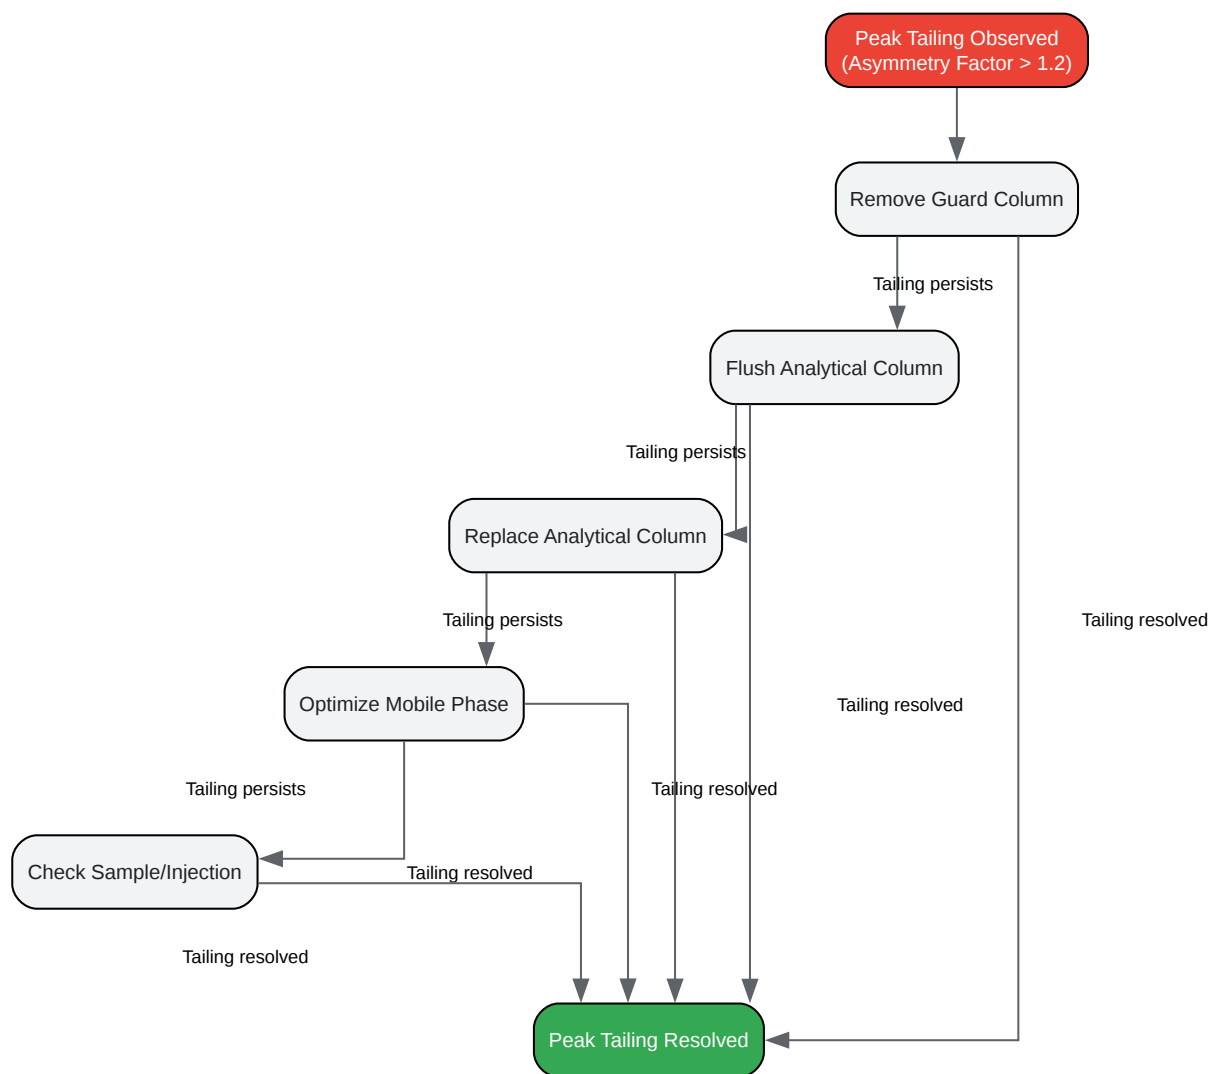 Peak Tailing Observed
(Asymmetry Factor > 1.2)
Remove Guard Column
Tailing persists
Flush Analytical Column
Tailing persists
Replace Analytical Column
Tailing persists
Tailing resolved
Optimize Mobile Phase
Tailing resolved
Tailing persists
Tailing resolved
Check Sample/Injection
Tailing resolved
Tailing resolved
Peak Tailing Resolved